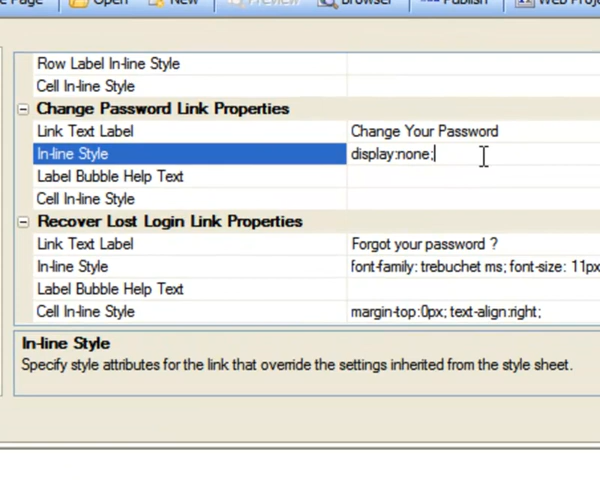 Page Open New Preview Browser Publish Web Proj
Row Label In-line Style
Cell In-line Style
Change Password Link Properties
Link Text Label Change Your Password
In-line Style display:none;
Label Bubble Help Text
Cell In-line Style
Recover Lost Login Link Properties
Link Text Label Forgot your password ?
In-line Style font-family: trebuchet ms; font-size: 11px
Label Bubble Help Text
Cell In-line Style margin-top:0px; text-align:right;
In-line Style
Specify style attributes for the link that override the settings inherited from the style sheet.